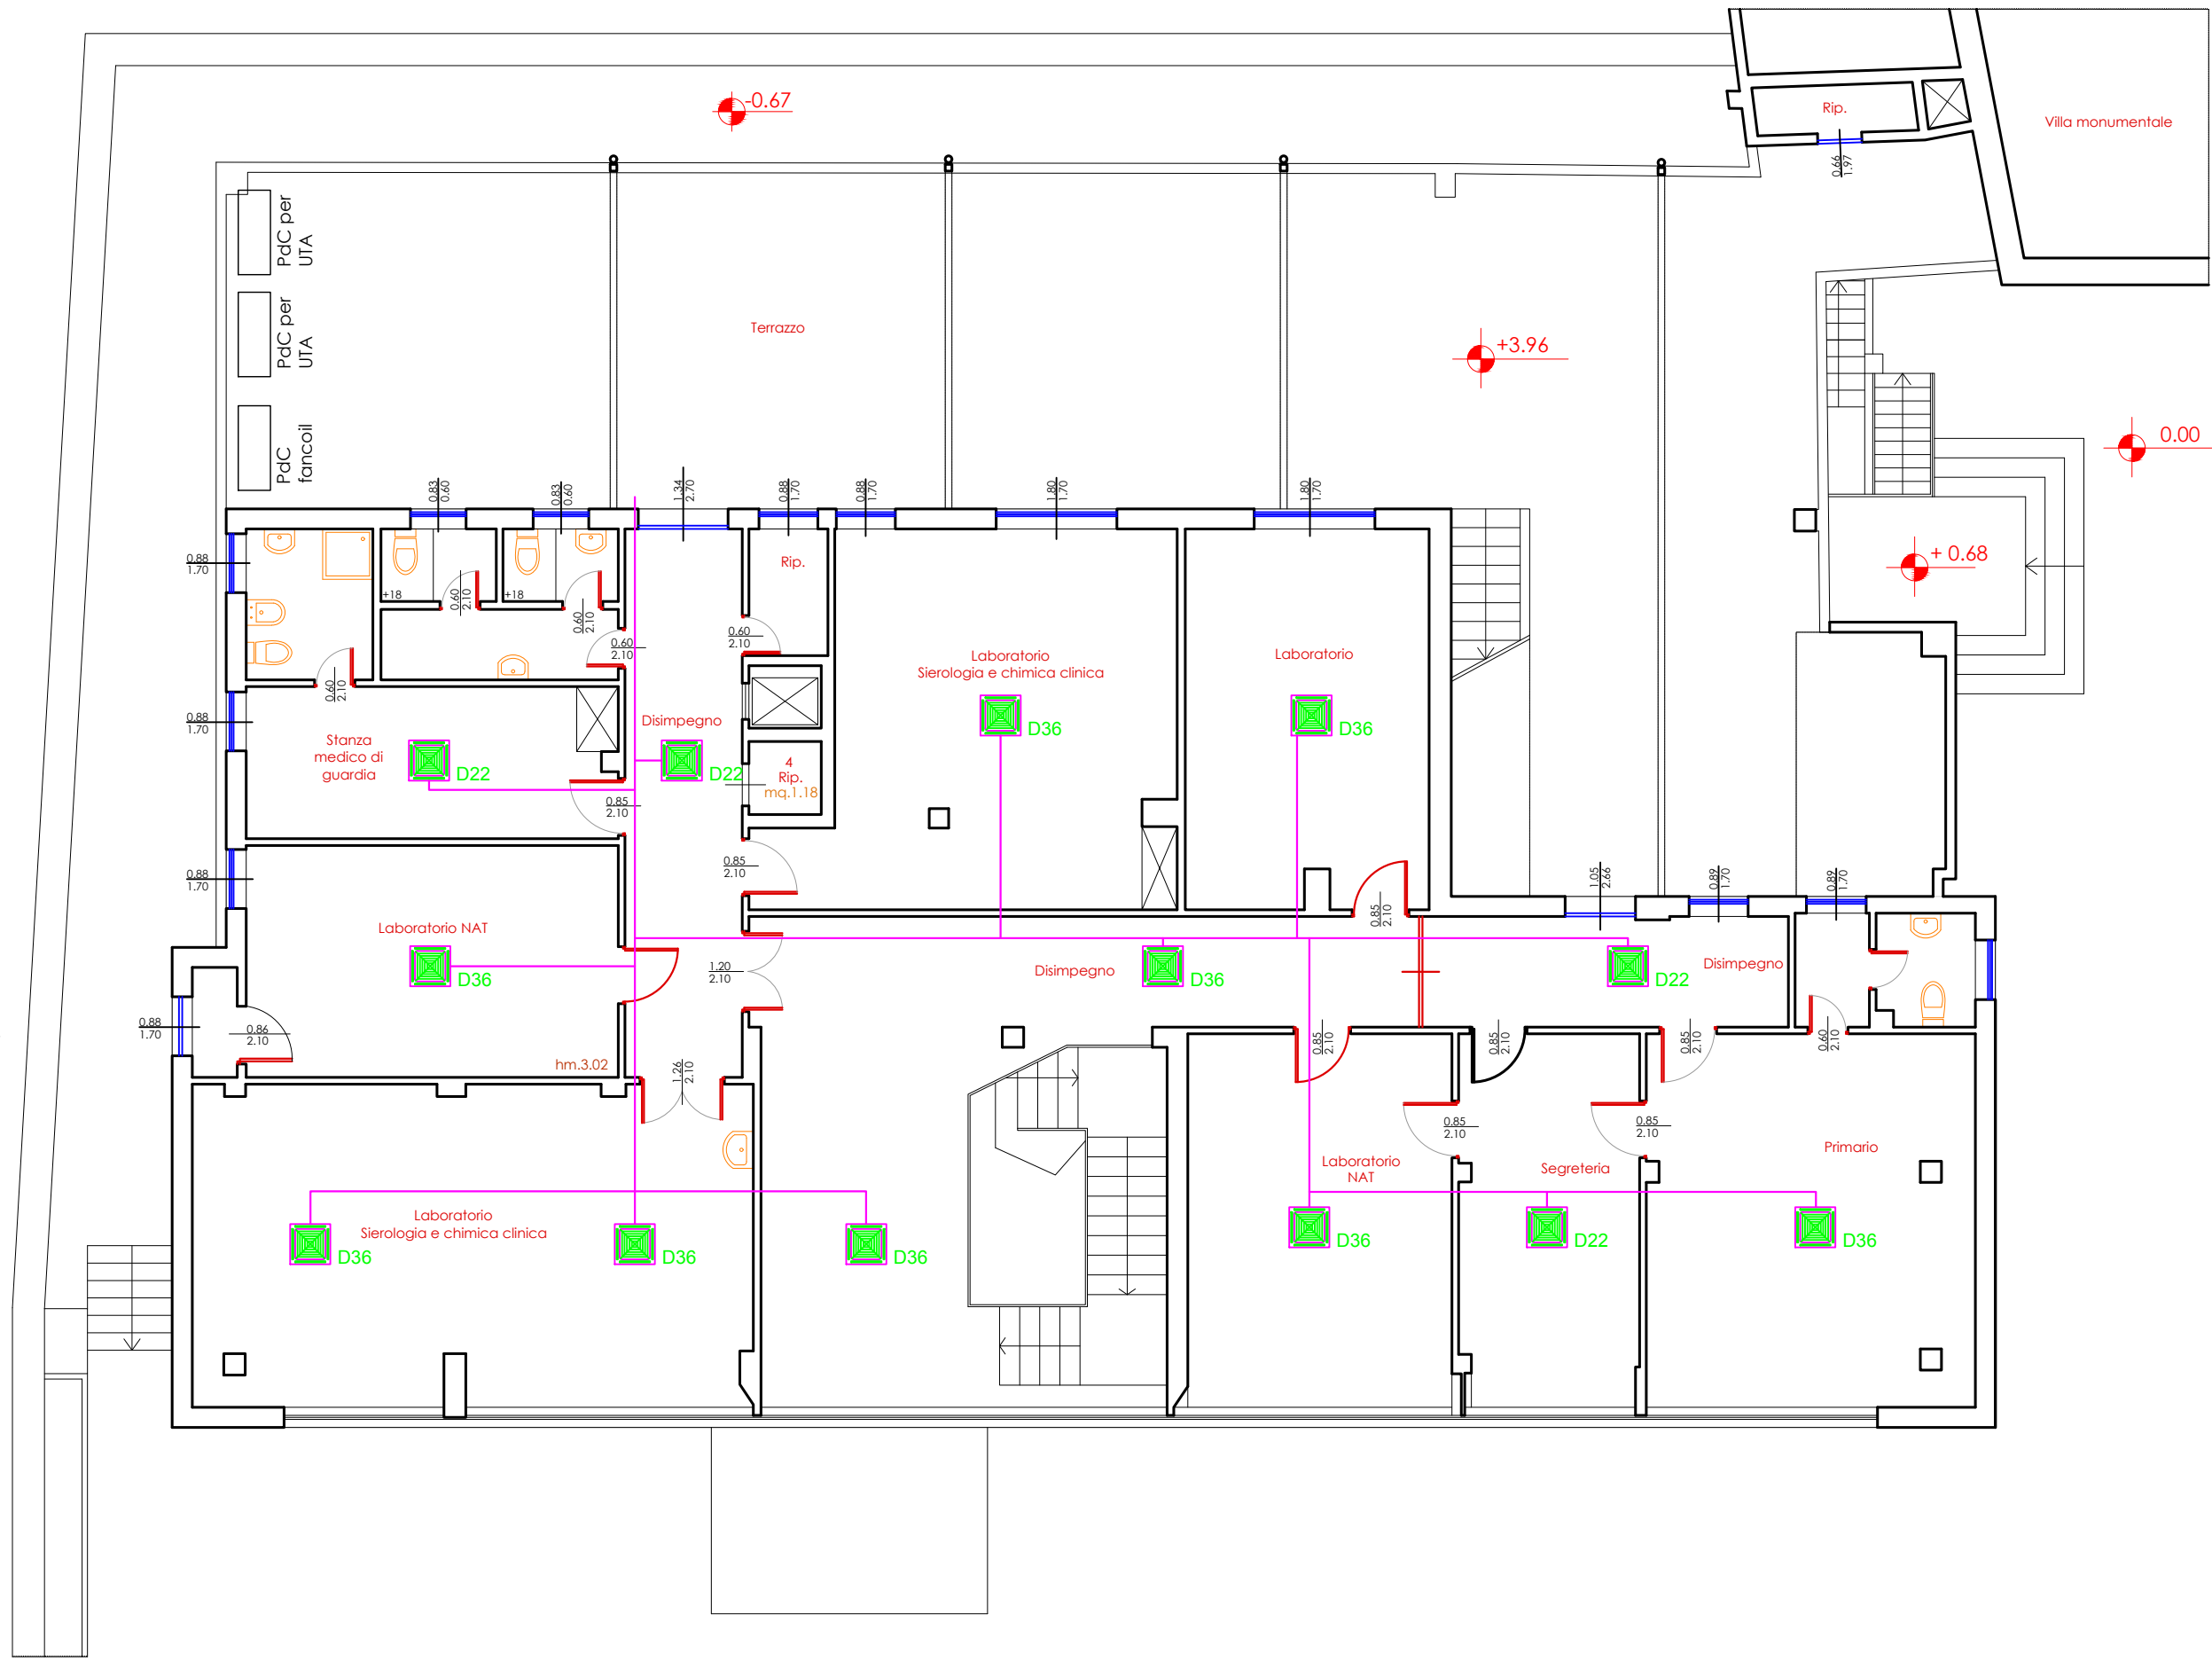 -0.67
Rip.
Villa monumentale
0.66
1.97
PdC per
UTA
PdC per
UTA
PdC
fancoil
Terrazzo
+3.96
0.00
+ 0.68
0.83
0.60
0.83
0.60
1.34
2.70
0.88
1.70
0.88
1.70
1.80
1.70
1.80
1.70
0.88
1.70
+18
0.60
2.10
+18
0.60
2.10
0.60
2.10
0.60
2.10
Rip.
0.60
2.10
Laboratorio
Sierologia e chimica clinica
D36
Laboratorio
D36
0.88
1.70
Stanza
medico di
guardia
D22
Disimpegno
D22
4
Rip.
mq.1.18
0.85
2.10
0.85
2.10
0.88
1.70
Laboratorio NAT
D36
0.85
2.10
1.05
2.66
0.89
1.70
0.89
1.70
1.20
2.10
Disimpegno
D36
D22
Disimpegno
0.88
1.70
0.86
2.10
hm.3.02
1.26
2.10
0.85
2.10
0.85
2.10
0.85
2.10
0.60
2.10
0.85
2.10
0.85
2.10
Laboratorio
NAT
D36
Segreteria
D22
Primario
D36
Laboratorio
Sierologia e chimica clinica
D36
D36
D36